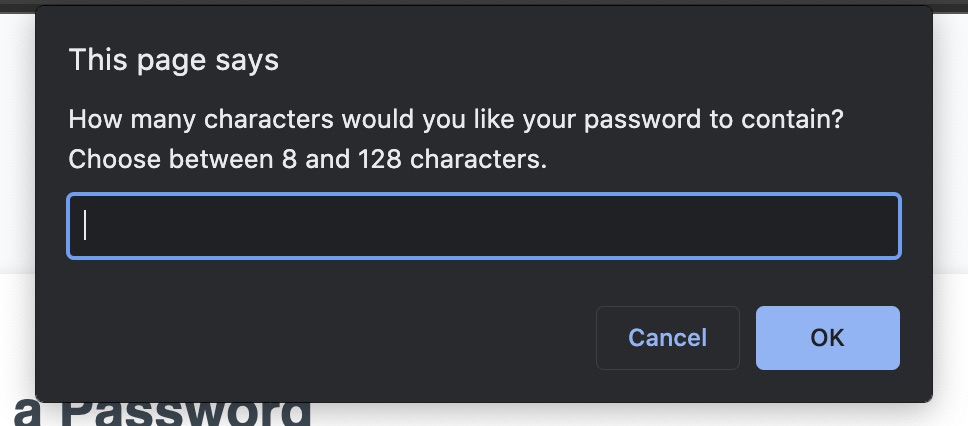 This page says
How many characters would you like your password to contain?
Choose between 8 and 128 characters.
Cancel
OK
a Password